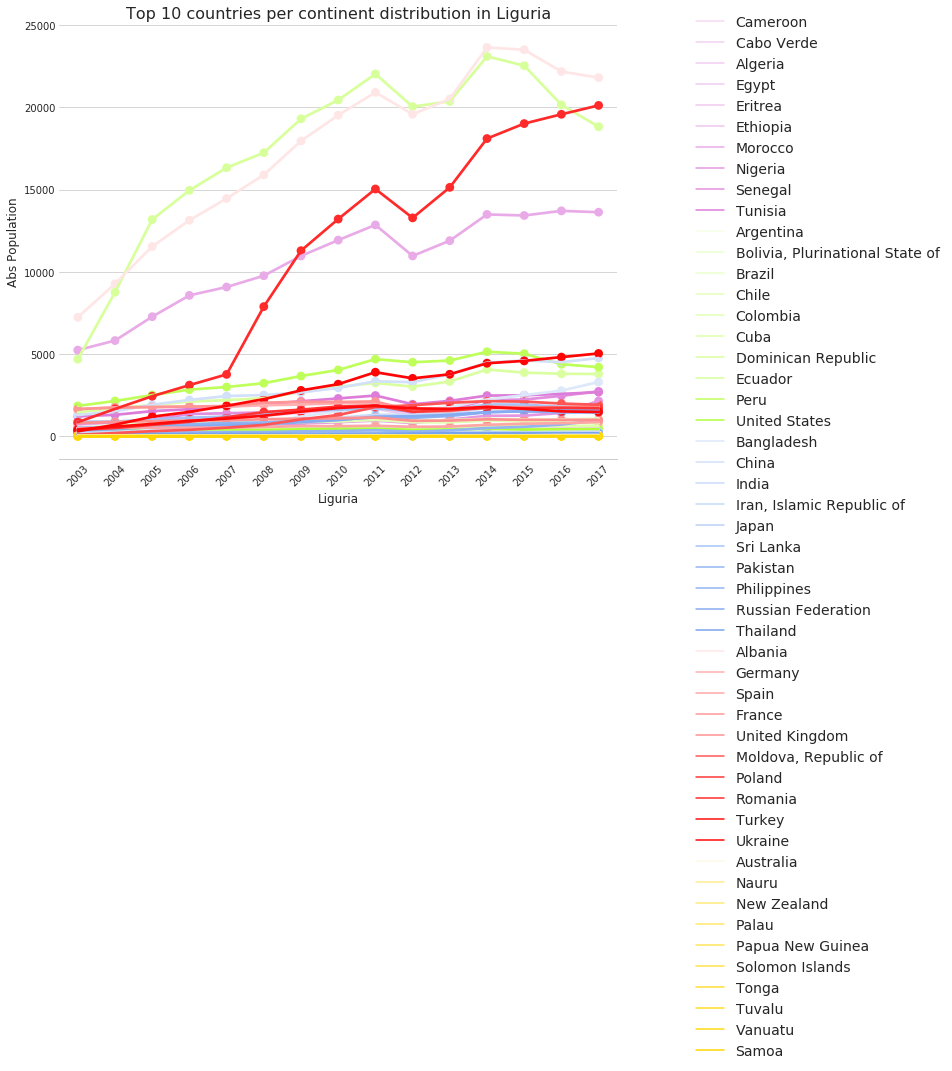 Top 10 countries per continent distribution in Liguria
25000
20000
15000
10000
5000
0
Abs Population
2003
2004
2005
2006
2007
2008
2009
2010
2011
2012
2013
2014
2015
2016
2017
Liguria
Cameroon
Cabo Verde
Algeria
Egypt
Eritrea
Ethiopia
Morocco
Nigeria
Senegal
Tunisia
Argentina
Bolivia, Plurinational State of
Brazil
Chile
Colombia
Cuba
Dominican Republic
Ecuador
Peru
United States
Bangladesh
China
India
Iran, Islamic Republic of
Japan
Sri Lanka
Pakistan
Philippines
Russian Federation
Thailand
Albania
Germany
Spain
France
United Kingdom
Moldova, Republic of
Poland
Romania
Turkey
Ukraine
Australia
Nauru
New Zealand
Palau
Papua New Guinea
Solomon Islands
Tonga
Tuvalu
Vanuatu
Samoa